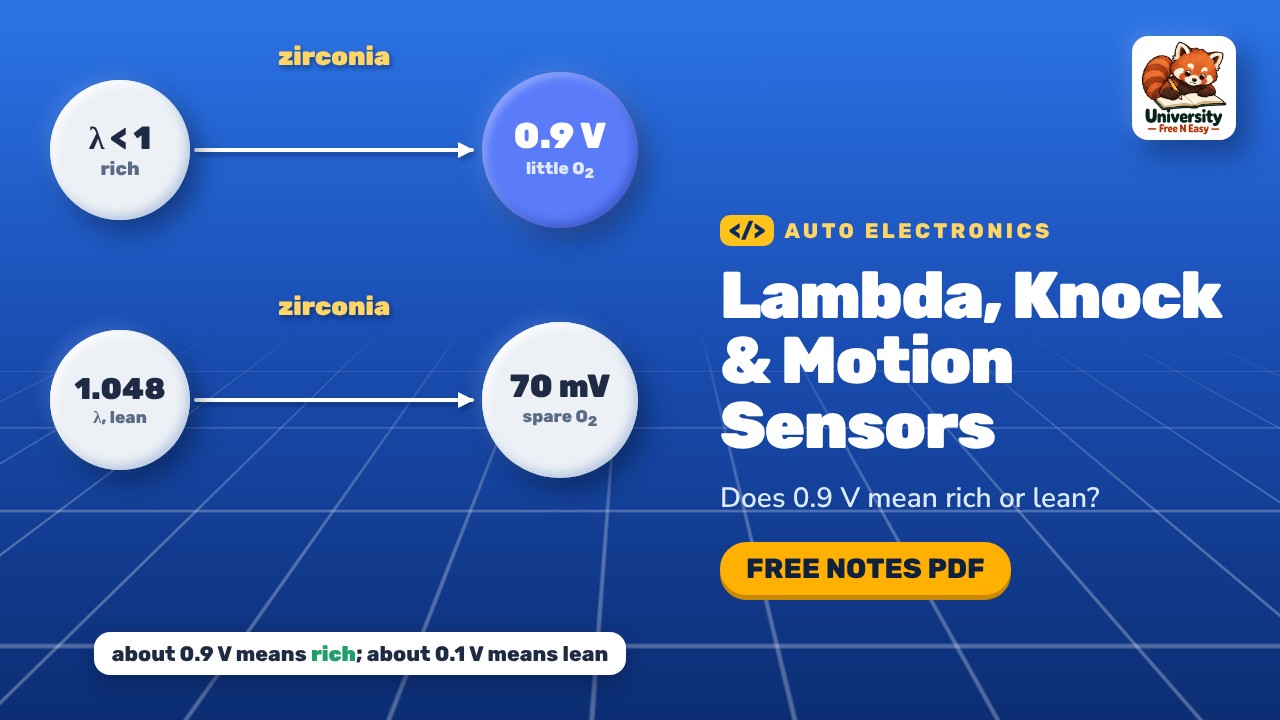 zirconia
λ < 1
rich
0.9 V
little O₂
zirconia
1.048
λ, lean
70 mV
spare O₂
about 0.9 V means rich; about 0.1 V means lean
University
Free N Easy
</> AUTO ELECTRONICS
Lambda, Knock
& Motion
Sensors
Does 0.9 V mean rich or lean?
FREE NOTES PDF